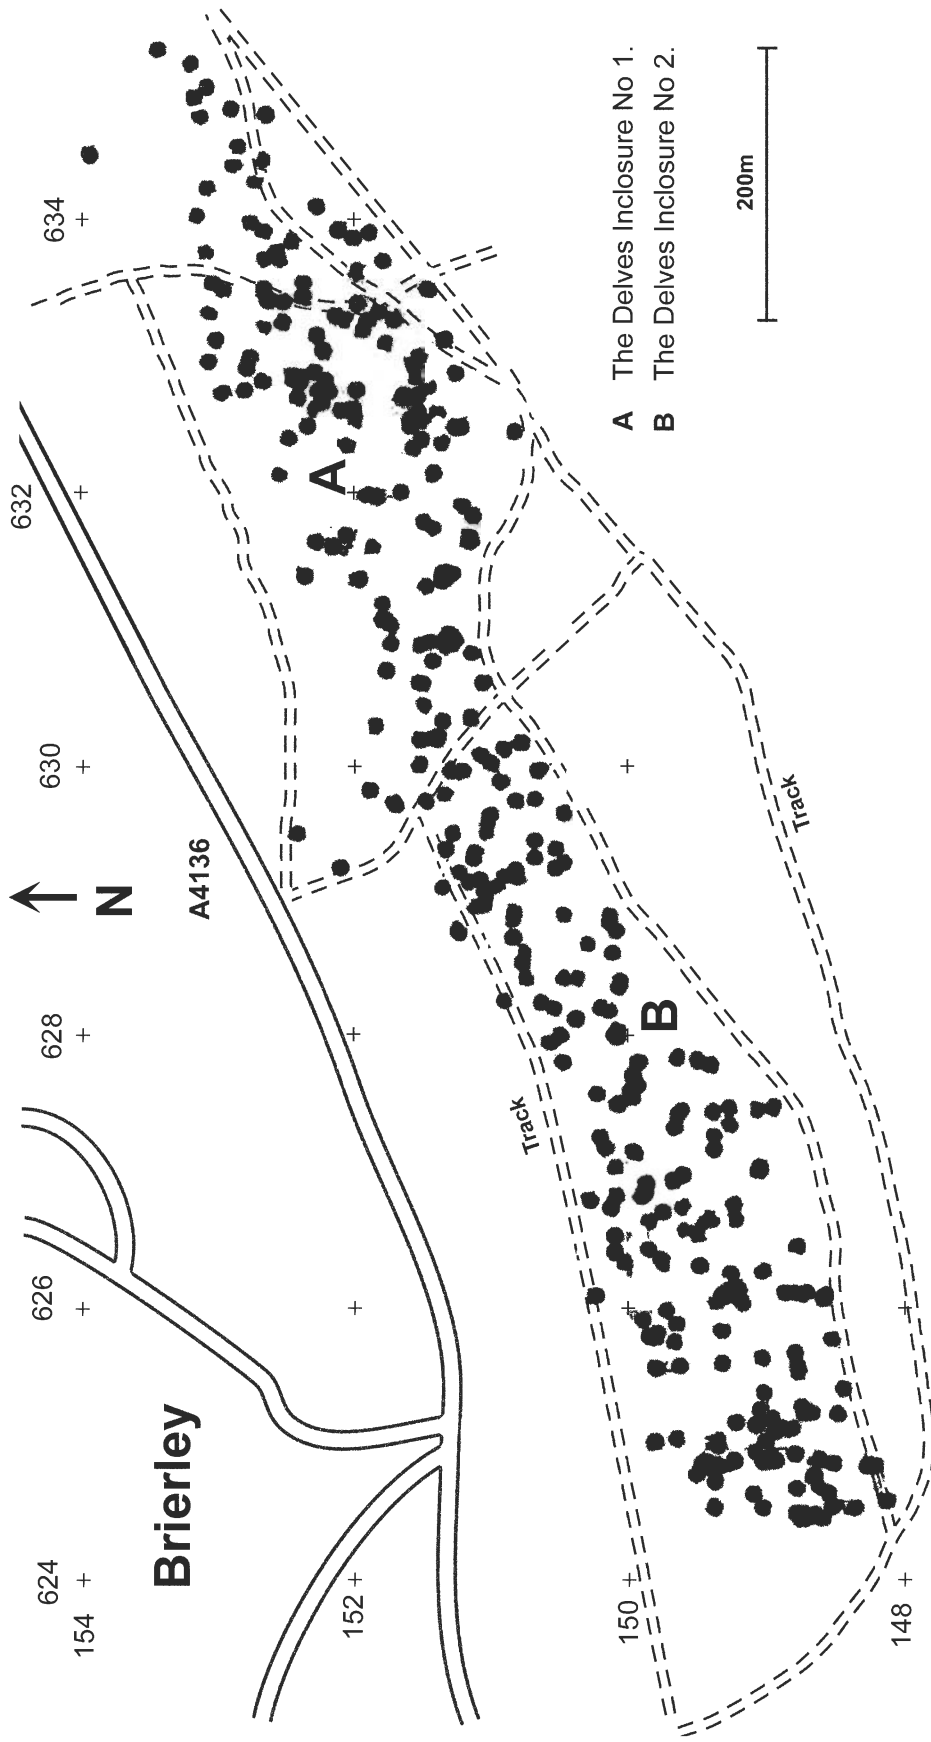 Brierley
A4136
N
624
626
628
630
632
634
154
152
150
148
Track
Track
A
B
A The Delves Inclosure No 1.
B The Delves Inclosure No 2.
200m